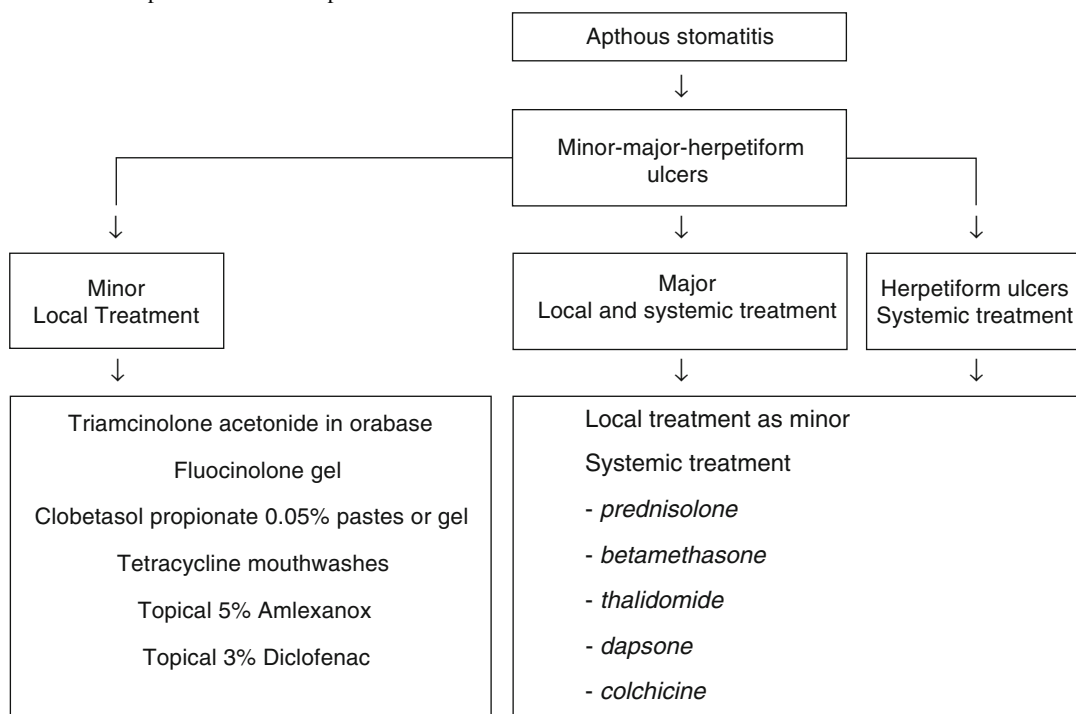 Apthous stomatitis
Minor-major-herpetiform
ulcers
Minor
Local Treatment
Major
Local and systemic treatment
Herpetiform ulcers
Systemic treatment
Triamcinolone acetonide in orabase
Fluocinolone gel
Clobetasol propionate 0.05% pastes or gel
Tetracycline mouthwashes
Topical 5% Amlexanox
Topical 3% Diclofenac
Local treatment as minor
Systemic treatment
- prednisolone
- betamethasone
- thalidomide
- dapsone
- colchicine